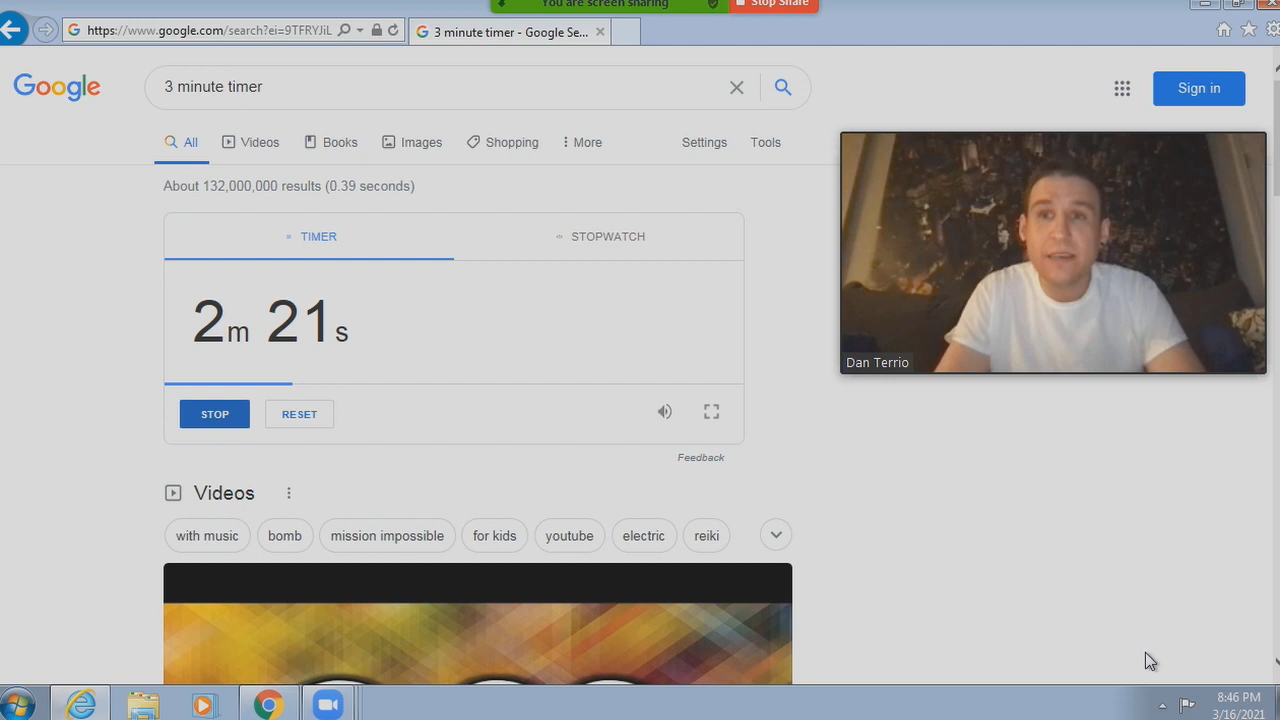 You are screen sharing
Stop Share
https://www.google.com/search?ei=9TFRYJiL
3 minute timer - Google Se...
Google
3 minute timer
Sign in
All
Videos
Books
Images
Shopping
More
Settings
Tools
About 132,000,000 results (0.39 seconds)
TIMER
STOPWATCH
2m 21s
STOP
RESET
Feedback
Dan Terrio
Videos
with music
bomb
mission impossible
for kids
youtube
electric
reiki
8:46 PM
3/16/2021